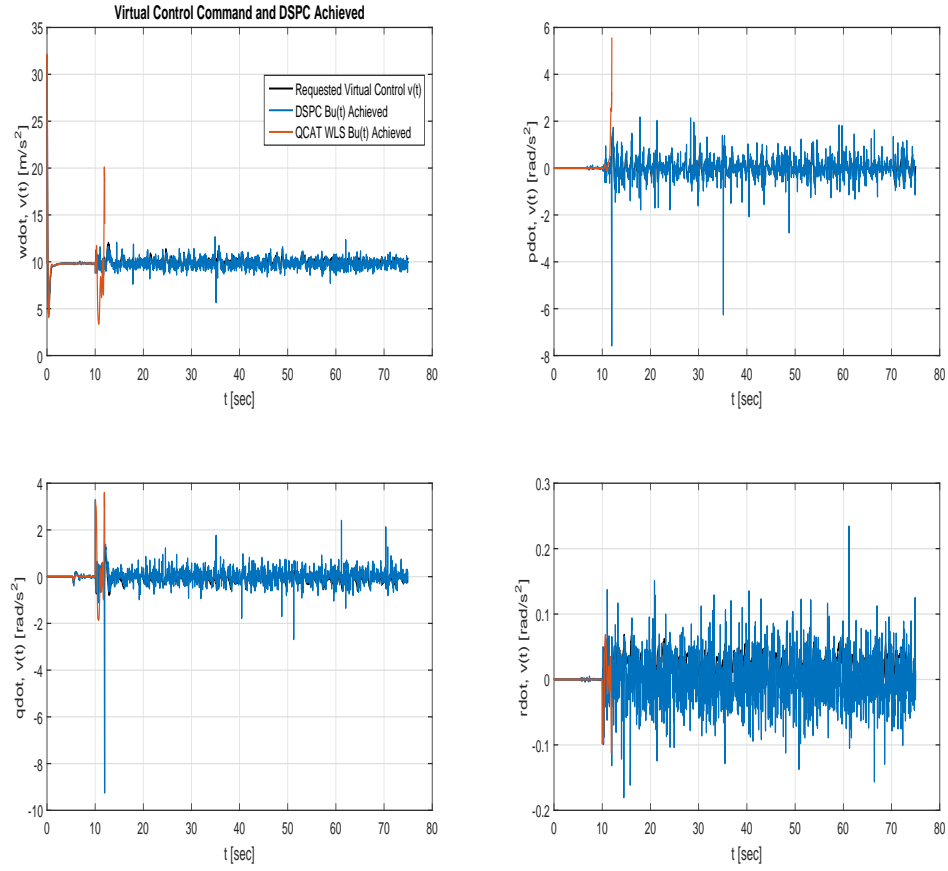 Virtual Control Command and DSPC Achieved
35
30
25
20
15
10
5
0
wdot, v(t) [m/s²]
Requested Virtual Control v(t)
DSPC Bu(t) Achieved
QCAT WLS Bu(t) Achieved
0 10 20 30 40 50 60 70 80
t [sec]
6
4
2
0
-2
-4
-6
-8
pdot, v(t) [rad/s²]
0 10 20 30 40 50 60 70 80
t [sec]
4
2
0
-2
-4
-6
-8
-10
qdot, v(t) [rad/s²]
0 10 20 30 40 50 60 70 80
t [sec]
0.3
0.2
0.1
0
-0.1
-0.2
rdot, v(t) [rad/s²]
0 10 20 30 40 50 60 70 80
t [sec]